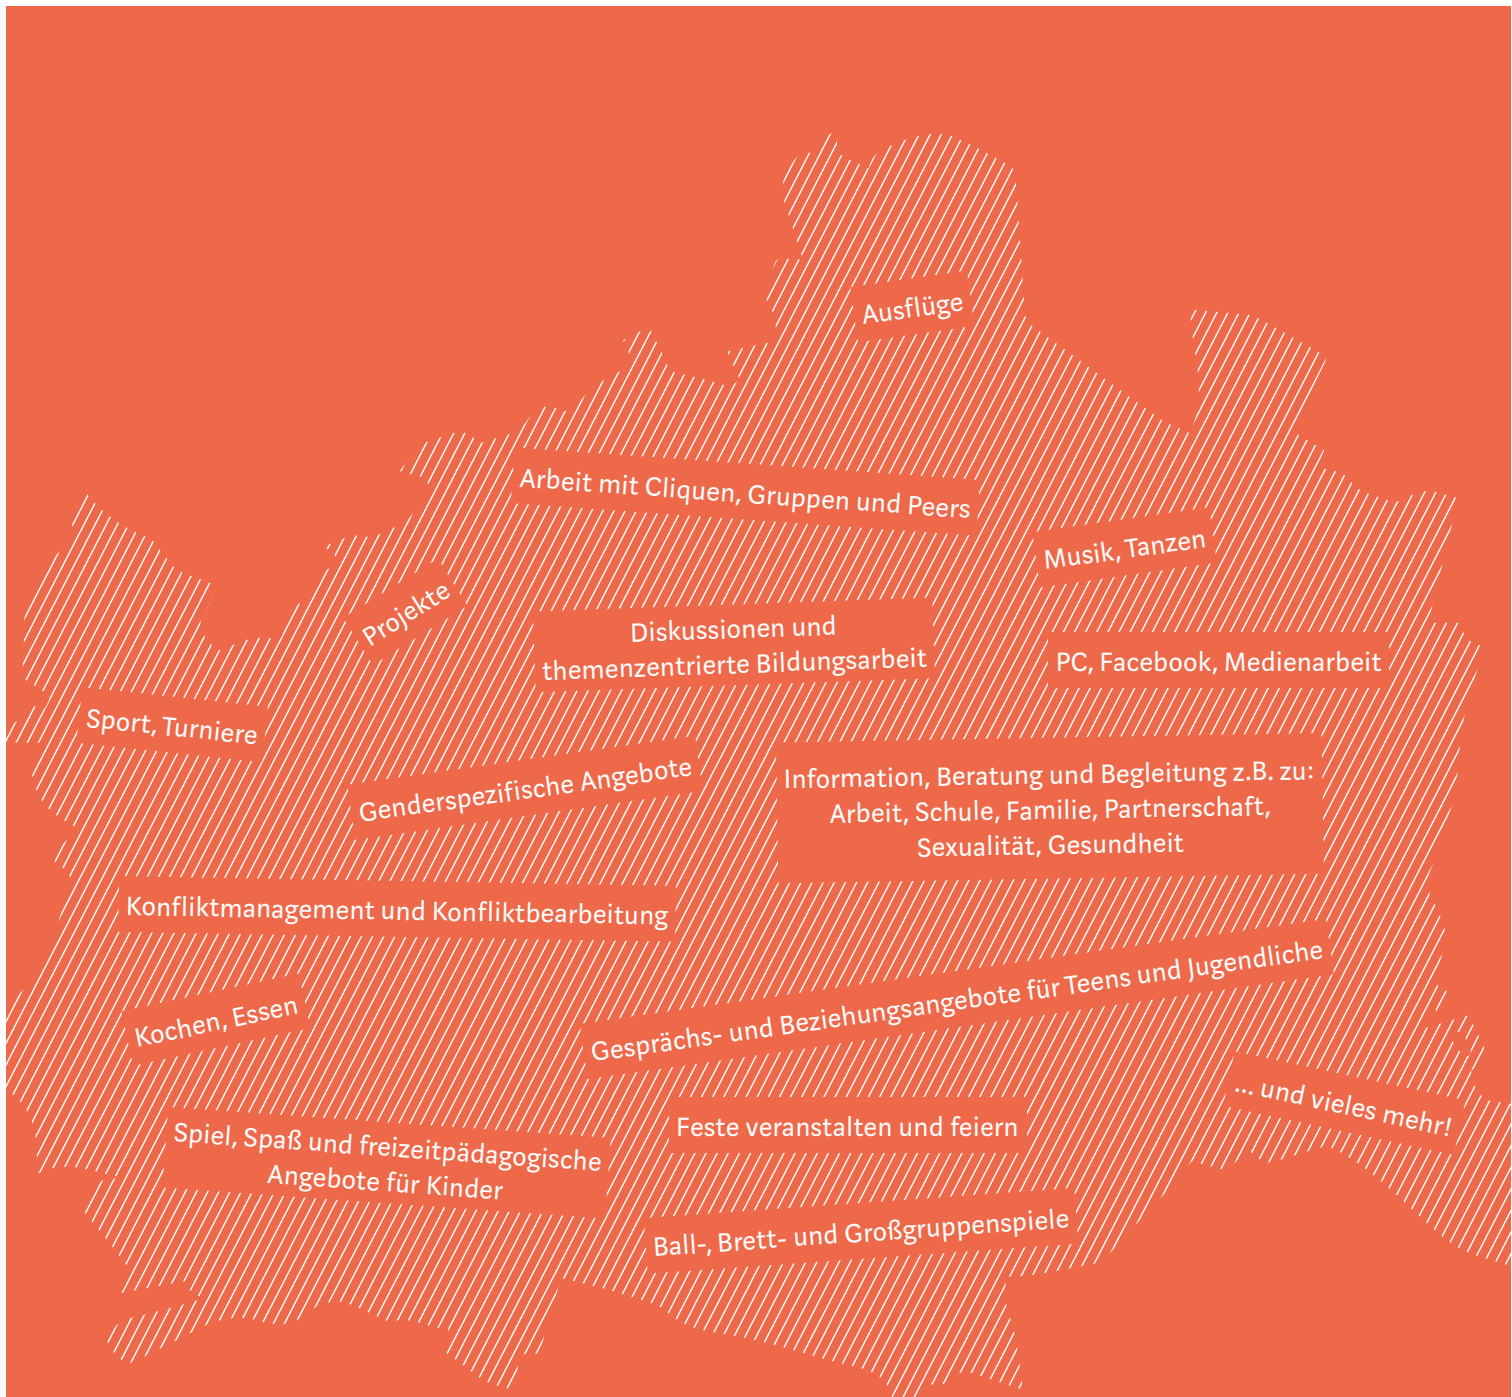 Ausflüge
Arbeit mit Cliquen, Gruppen und Peers
Musik, Tanzen
Projekte
Diskussionen und
themenzentrierte Bildungsarbeit
PC, Facebook, Medienarbeit
Sport, Turniere
Genderspezifische Angebote
Information, Beratung und Begleitung z.B. zu:
Arbeit, Schule, Familie, Partnerschaft,
Sexualität, Gesundheit
Konfliktmanagement und Konfliktbearbeitung
Gesprächs- und Beziehungsangebote für Teens und Jugendliche
Kochen, Essen
... und vieles mehr!
Spiel, Spaß und freizeitpädagogische
Angebote für Kinder
Feste veranstalten und feiern
Ball-, Brett- und Großgruppenspiele